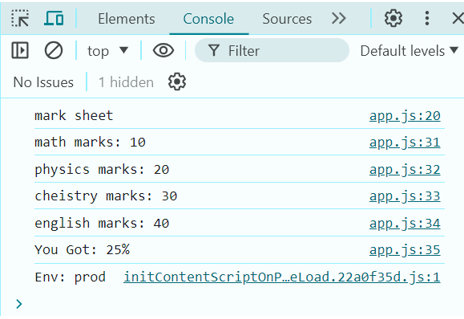 Elements Console Sources
top Filter Default levels
No Issues 1 hidden
mark sheet app.js:20
math marks: 10 app.js:31
physics marks: 20 app.js:32
cheistry marks: 30 app.js:33
english marks: 40 app.js:34
You Got: 25% app.js:35
Env: prod initContentScriptOnP…eLoad.22a0f35d.js:1